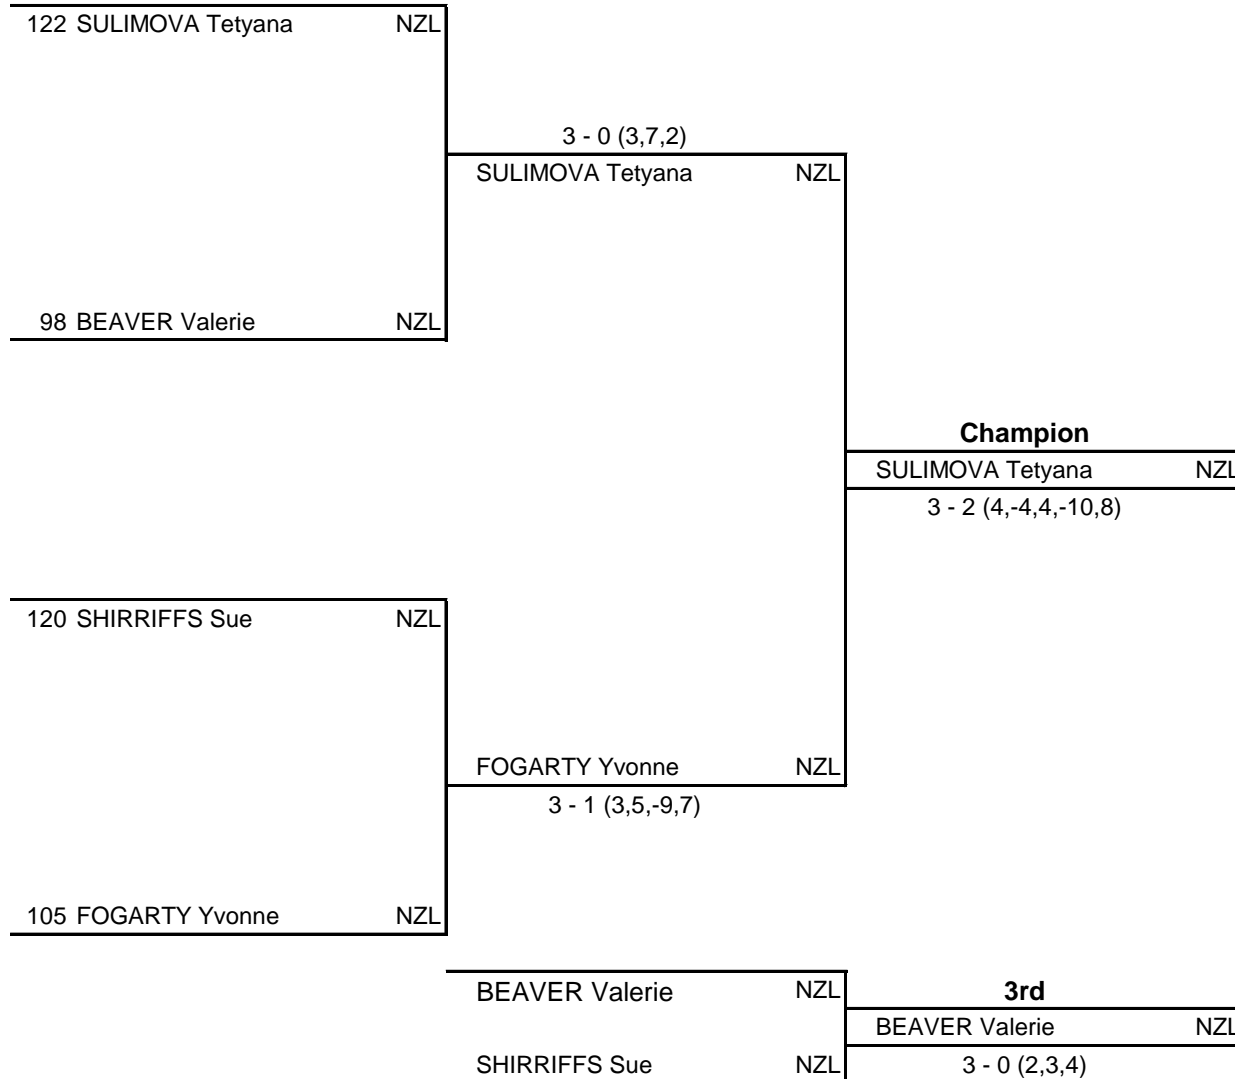 122 SULIMOVA Tetyana NZL
3 - 0 (3,7,2)
SULIMOVA Tetyana NZL
98 BEAVER Valerie NZL
Champion
SULIMOVA Tetyana NZL
3 - 2 (4,-4,4,-10,8)
120 SHIRRIFFS Sue NZL
FOGARTY Yvonne NZL
3 - 1 (3,5,-9,7)
105 FOGARTY Yvonne NZL
BEAVER Valerie NZL 3rd
BEAVER Valerie NZL
SHIRRIFFS Sue NZL 3 - 0 (2,3,4)